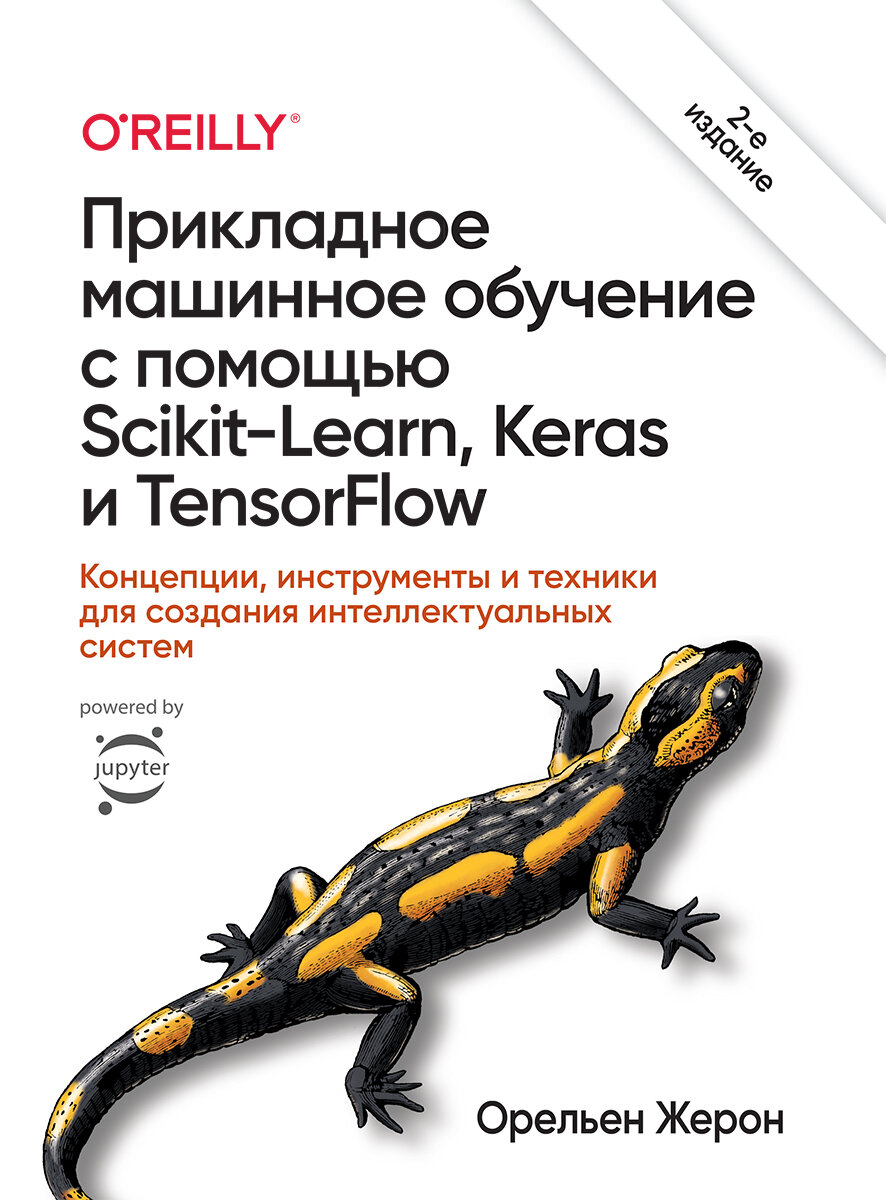 O'REILLY®
2-е
издание
Прикладное
машинное обучение
с помощью
Scikit-Learn, Keras
и TensorFlow
Концепции, инструменты и техники
для создания интеллектуальных
систем
powered by
jupyter
Орельен Жерон